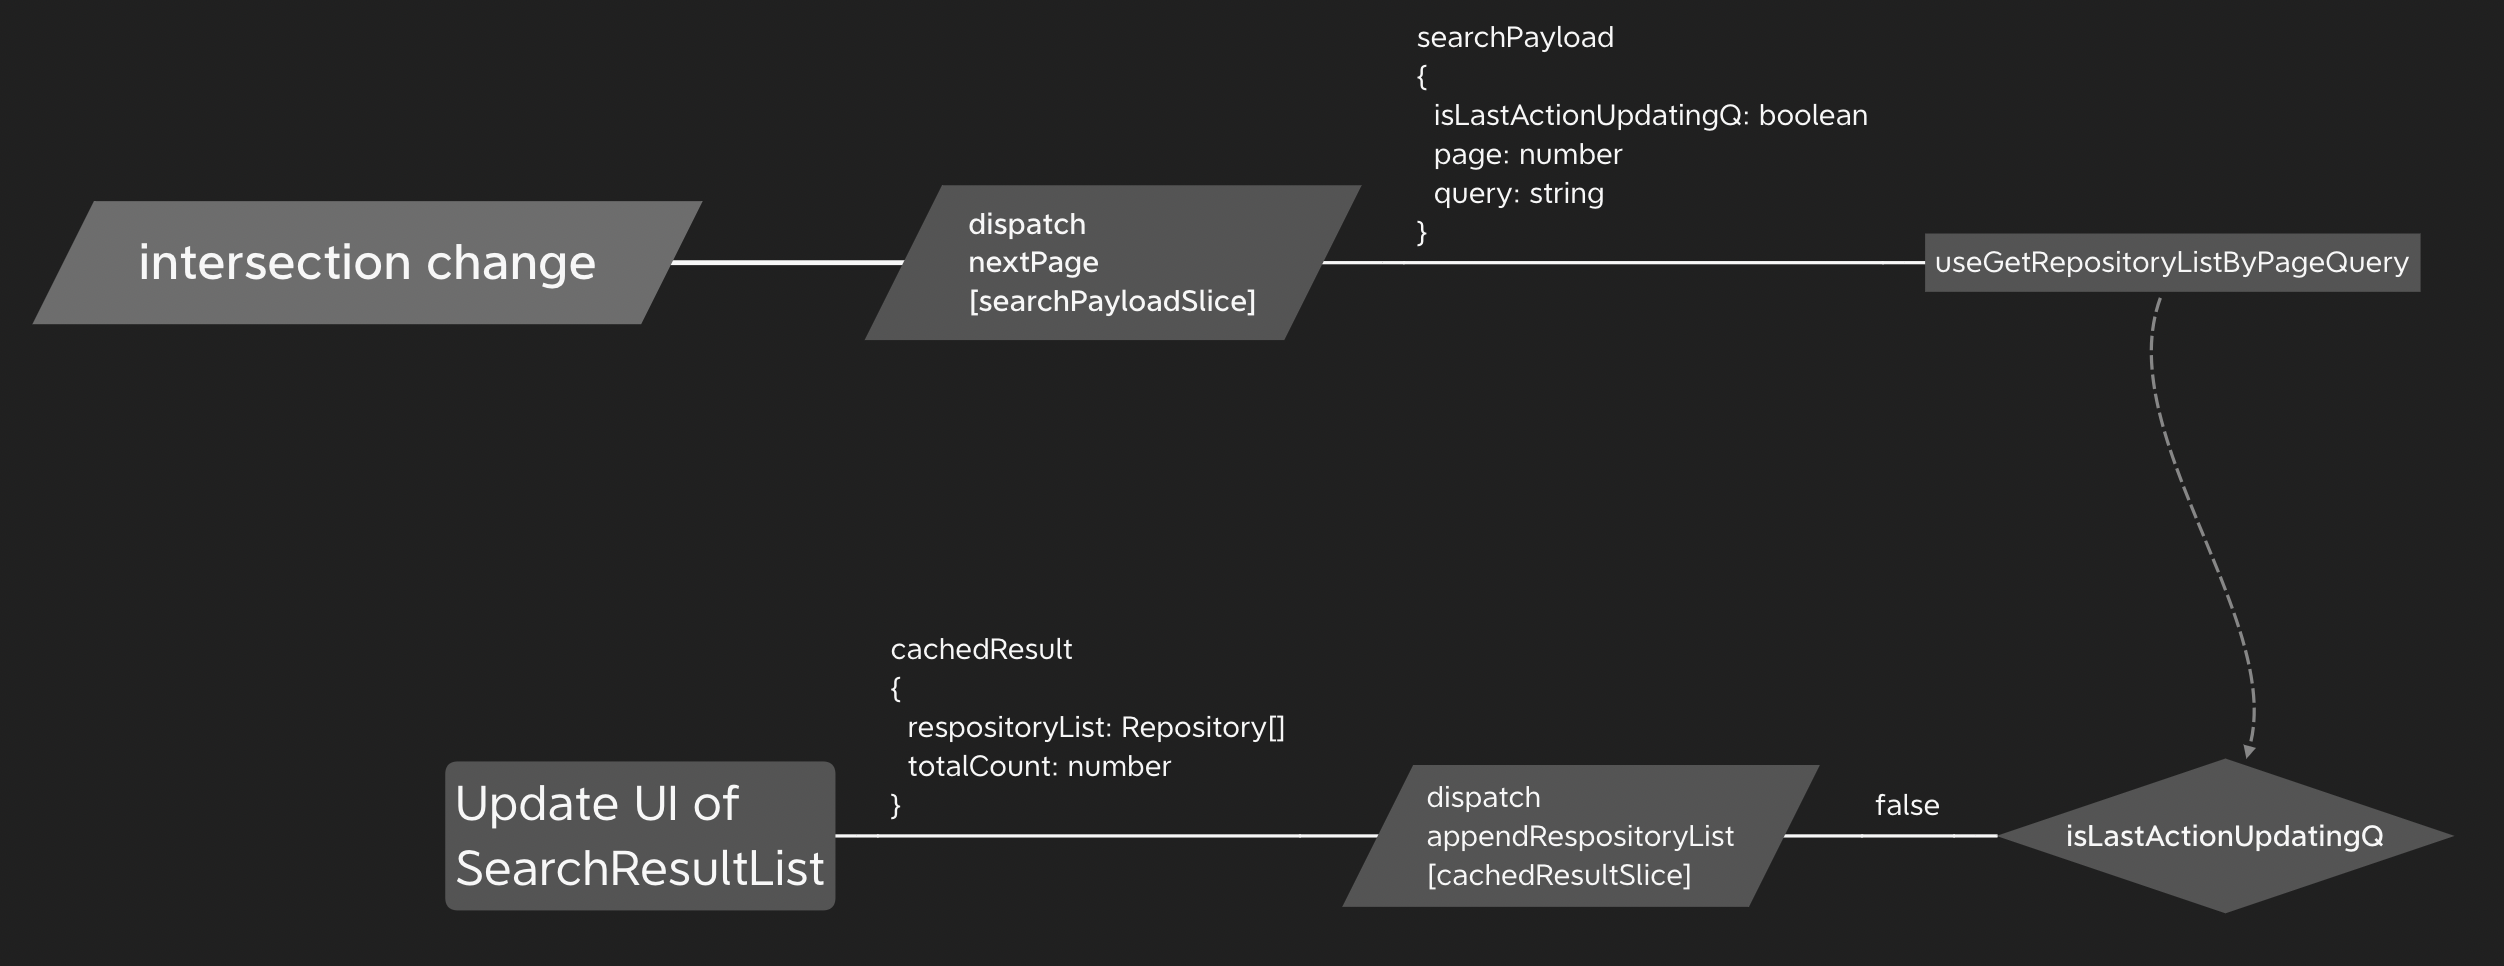 searchPayload
{
isLastActionUpdatingQ: boolean
page: number
query: string
}
intersection change
dispatch
nextPage
[searchPayloadSlice]
useGetRepositoryListByPageQuery
cachedResult
{
respositoryList: Repository[]
totalCount: number
}
Update UI of
SearchResultList
dispatch
appendRespositoryList
[cachedResultSlice]
false
isLastActionUpdatingQ